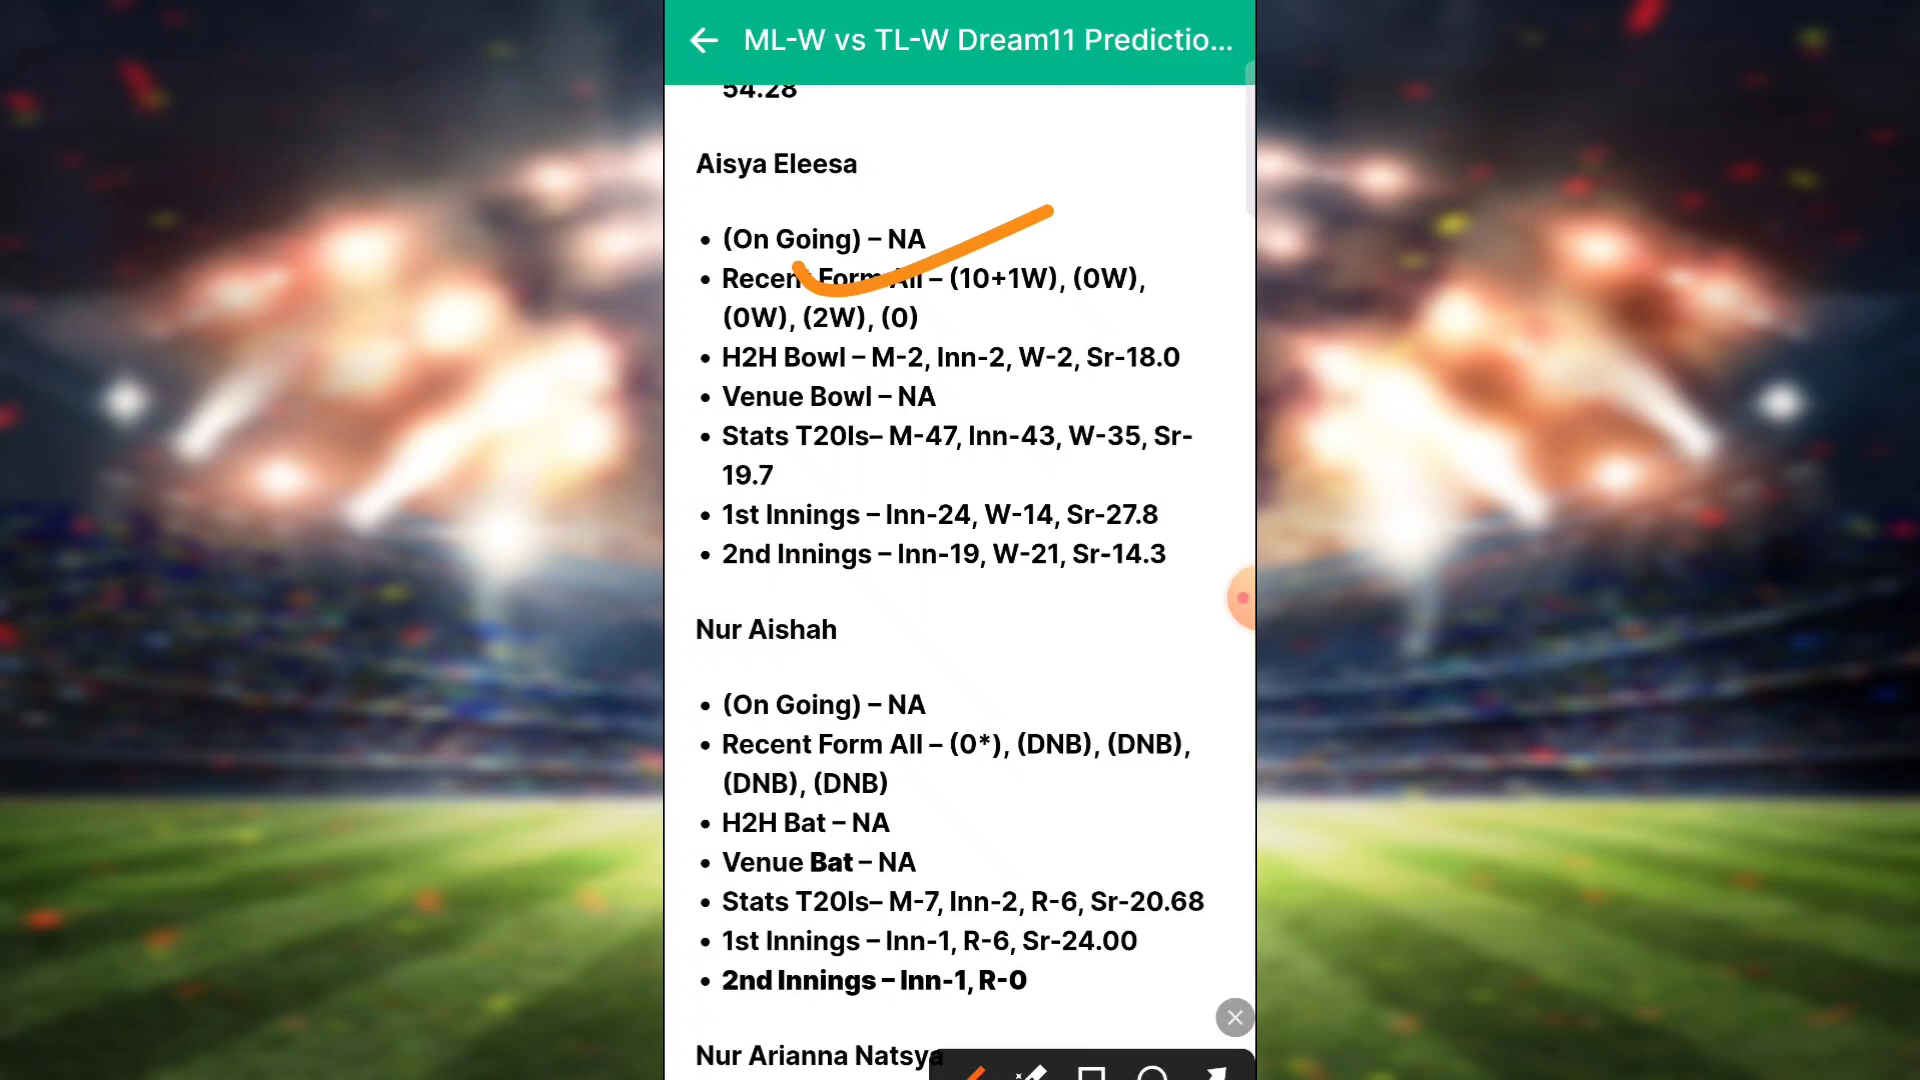 ML-W vs TL-W Dream11 Predictio...
54.28
Aisya Eleesa
• (On Going) – NA
• Recent Form All – (10+1W), (0W),
(0W), (2W), (0)
• H2H Bowl – M-2, Inn-2, W-2, Sr-18.0
• Venue Bowl – NA
• Stats T20Is– M-47, Inn-43, W-35, Sr-
19.7
• 1st Innings – Inn-24, W-14, Sr-27.8
• 2nd Innings – Inn-19, W-21, Sr-14.3
Nur Aishah
• (On Going) – NA
• Recent Form All – (0*), (DNB), (DNB),
(DNB), (DNB)
• H2H Bat – NA
• Venue Bat – NA
• Stats T20Is– M-7, Inn-2, R-6, Sr-20.68
• 1st Innings – Inn-1, R-6, Sr-24.00
• 2nd Innings – Inn-1, R-0
Nur Arianna Natsya